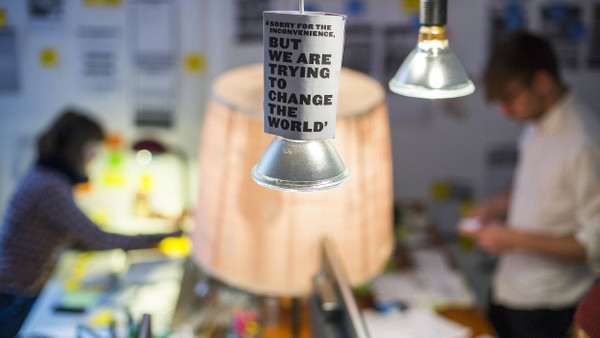 'SORRY FOR THE
INCONVENIENCE,
BUT
WE ARE
TRYING
TO
CHANGE
THE
WORLD'